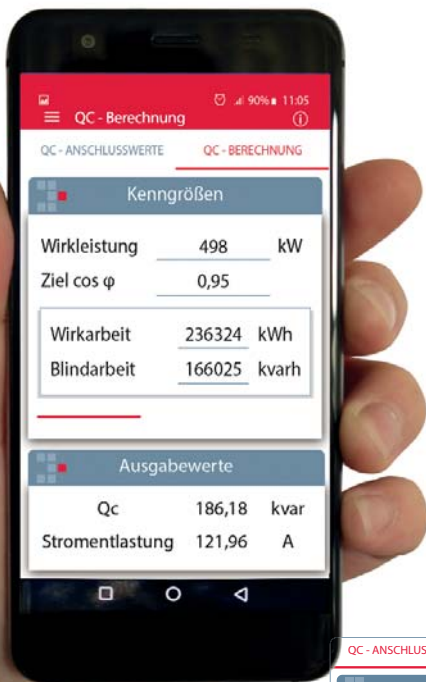 90% 11:05
QC - Berechnung
QC - ANSCHLUSSWERTE QC - BERECHNUNG
Kenngrößen
Wirkleistung 498 kW
Ziel cos φ 0,95
Wirkarbeit 236324 kWh
Blindarbeit 166025 kvarh
Ausgabewerte
Qc 186,18 kvar
Stromentlastung 121,96 A
QC - ANSCHLUS